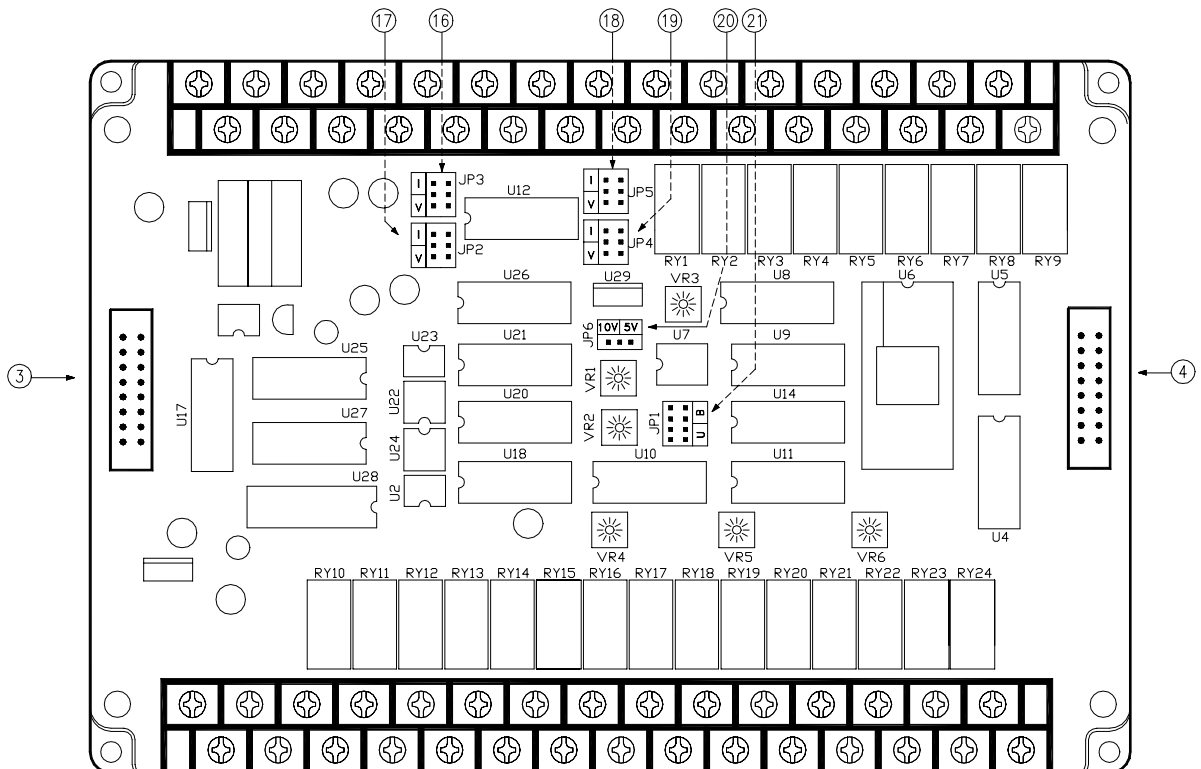 17 16 18 19 20 21
I V JP3
U12
I V JP5
I V JP2
I V JP4
RY1 RY2 RY3 RY4 RY5 RY6 RY7 RY8 RY9
U26 U29 VR3 U8 U6 U5
JP6 10V 5V
U23 U21 U7 U9
3
U25
VR1
4
U17
U22 U20 U14
U27
VR2 JP1 B U
U24 U18 U10 U11
U28
U2
U4
VR4 VR5 VR6
RY10 RY11 RY12 RY13 RY14 RY15 RY16 RY17 RY18 RY19 RY20 RY21 RY22 RY23 RY24